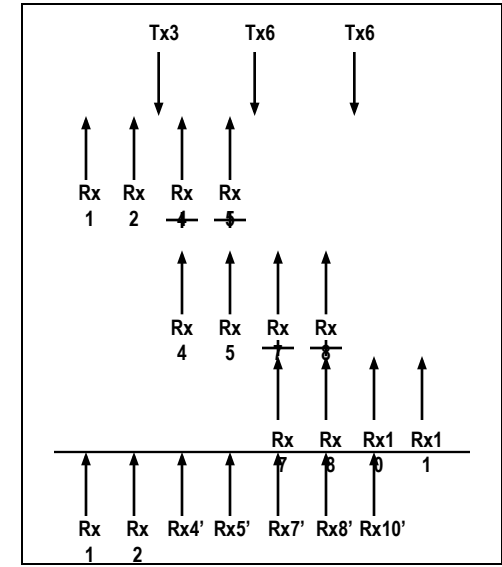 Tx3 Tx6 Tx6
Rx Rx Rx Rx
1 2 4 5
Rx Rx Rx Rx
4 5 7 8
Rx Rx Rx1 Rx1
7 8 0 1
Rx Rx Rx4’ Rx5’ Rx7’ Rx8’ Rx10’
1 2